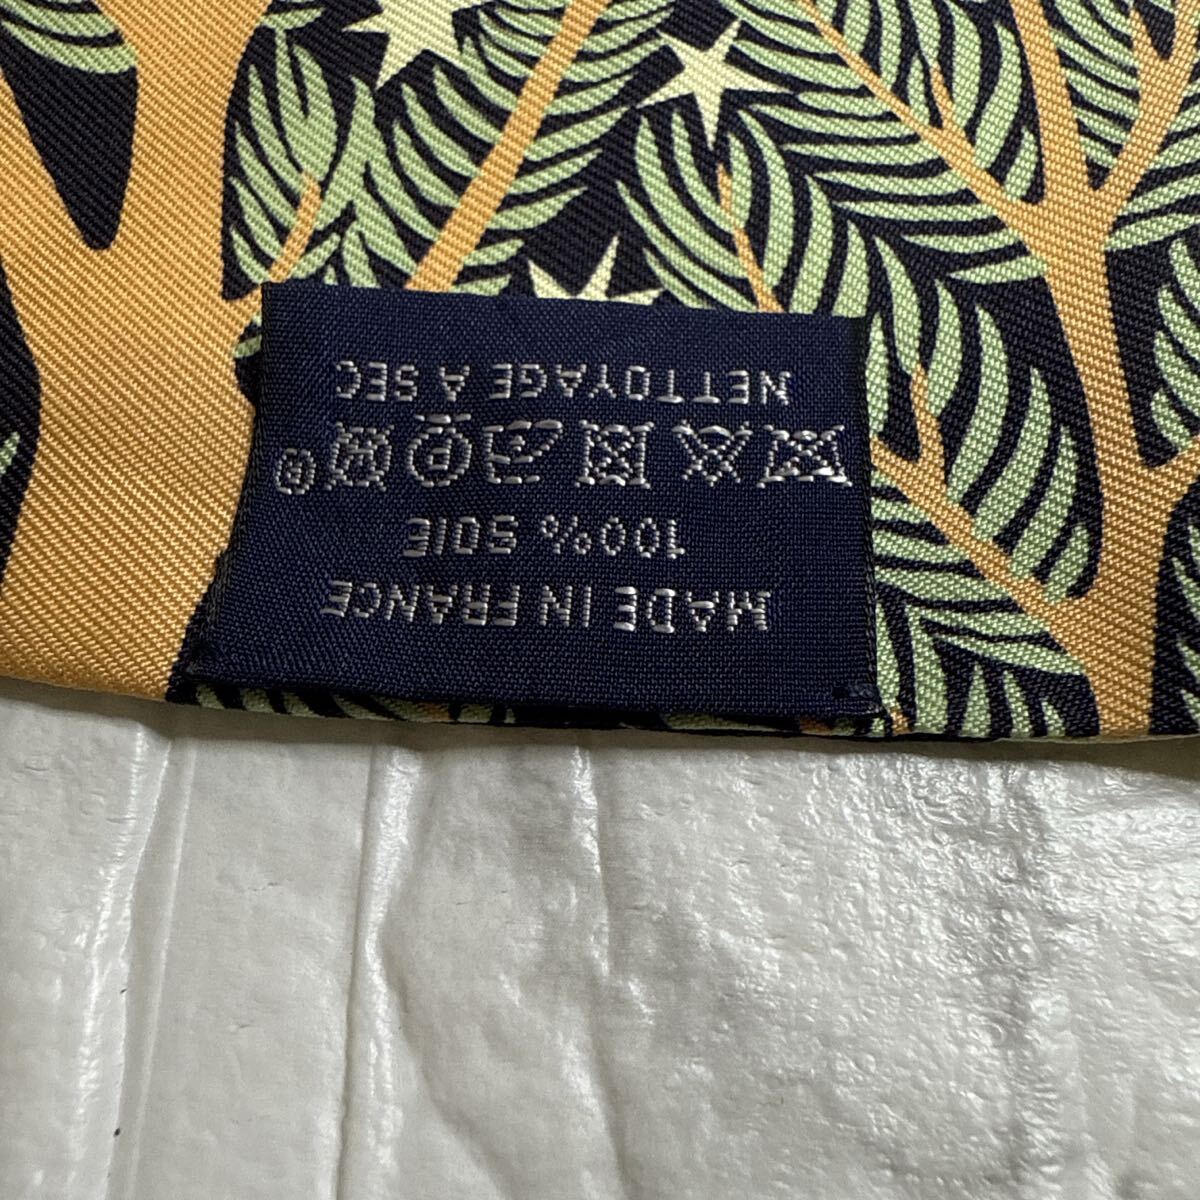 MADE IN FRANCE
100% SOIE
NETTOYAGE À SEC